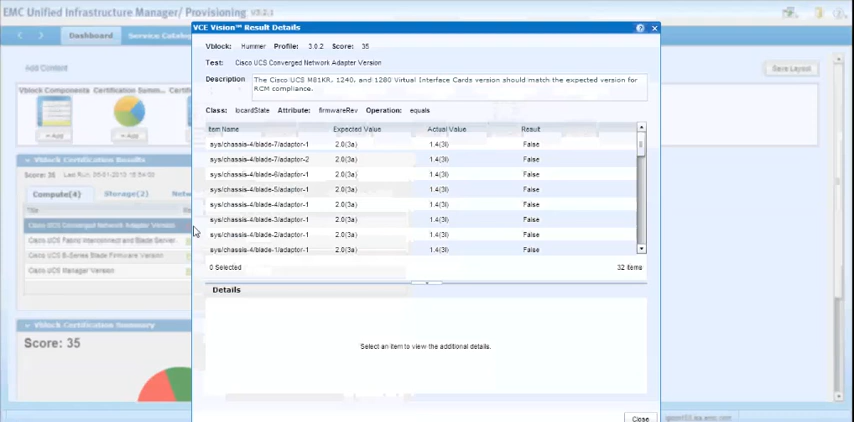 EMC Unified Infrastructure Manager/ Provisioning V3.2.1
Dashboard Service Catalog
Add Content
Save Layout
Vblock Components Certification Summ... Certif
+ Add + Add
Vblock Certification Results
Score: 35 Last Run:
Compute(4) Storage(2) Netw
Title
Cisco UCS Converged Network Adapter Version
Cisco UCS Fabric Interconnect and Blade Server
Cisco UCS B-Series Blade Firmware Version
Cisco UCS Manager Version
Vblock Certification Summary
Score: 35
VCE Vision™ Result Details
Vblock: Hummer Profile: 3.0.2 Score: 35
Test: Cisco UCS Converged Network Adapter Version
Description The Cisco UCS M81KR, 1240, and 1280 Virtual Interface Cards version should match the expected version for
RCM compliance.
Class: IocardState Attribute: firmwareRev Operation: equals
Item Name Expected Value Actual Value Result
sys/chassis-4/blade-7/adaptor-1 2.0(3a) 1.4(3l) False
sys/chassis-4/blade-7/adaptor-2 2.0(3a) 1.4(3l) False
sys/chassis-4/blade-6/adaptor-1 2.0(3a) 1.4(3l) False
sys/chassis-4/blade-5/adaptor-1 2.0(3a) 1.4(3l) False
sys/chassis-4/blade-4/adaptor-1 2.0(3a) 1.4(3l) False
sys/chassis-4/blade-3/adaptor-1 2.0(3a) 1.4(3l) False
sys/chassis-4/blade-2/adaptor-1 2.0(3a) 1.4(3l) False
sys/chassis-4/blade-1/adaptor-1 2.0(3a) 1.4(3l) False
0 Selected 32 items
Details
Select an item to view the additional details.
Close